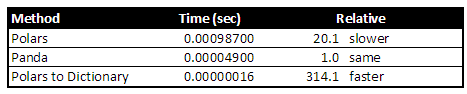 Method Time (sec) Relative
Polars 0.00098700 20.1 slower
Panda 0.00004900 1.0 same
Polars to Dictionary 0.00000016 314.1 faster